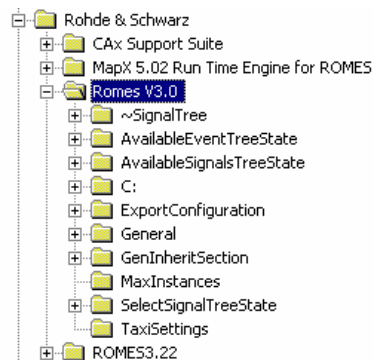 Rohde & Schwarz
CAx Support Suite
MapX 5.02 Run Time Engine for ROMES
Romes V3.0
~SignalTree
AvailableEventTreeState
AvailableSignalsTreeState
C:
ExportConfiguration
General
GenInheritSection
MaxInstances
SelectSignalTreeState
TaxiSettings
ROMES3.22